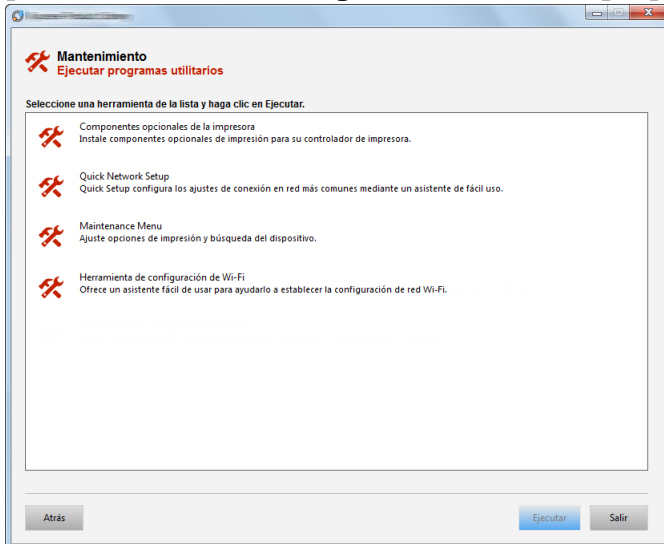 Mantenimiento
Ejecutar programas utilitarios
Seleccione una herramienta de la lista y haga clic en Ejecutar.
Componentes opcionales de la impresora
Instale componentes opcionales de impresión para su controlador de impresora.
Quick Network Setup
Quick Setup configura los ajustes de conexión en red más comunes mediante un asistente de fácil uso.
Maintenance Menu
Ajuste opciones de impresión y búsqueda del dispositivo.
Herramienta de configuración de Wi-Fi
Ofrece un asistente fácil de usar para ayudarlo a establecer la configuración de red Wi-Fi.
Atrás Ejecutar Salir